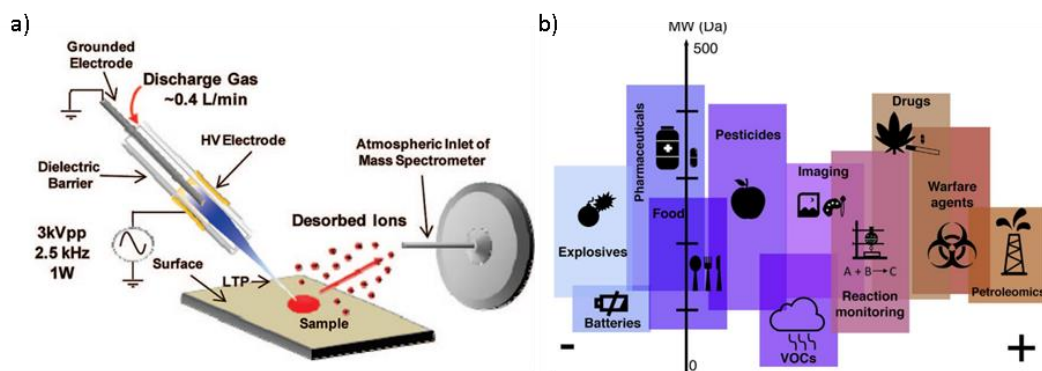 a)
Grounded
Electrode
Discharge Gas
~0.4 L/min
HV Electrode
Dielectric
Barrier
Atmospheric Inlet of
Mass Spectrometer
Desorbed Ions
3kVpp
2.5 kHz
1W
Surface
LTP
Sample
b)
MW (Da)
500
Pharmaceuticals
Pesticides
Drugs
Imaging
Food
Warfare
agents
Explosives
A + B → C
Petroleomics
Reaction
monitoring
Batteries
VOCs
-
+
0